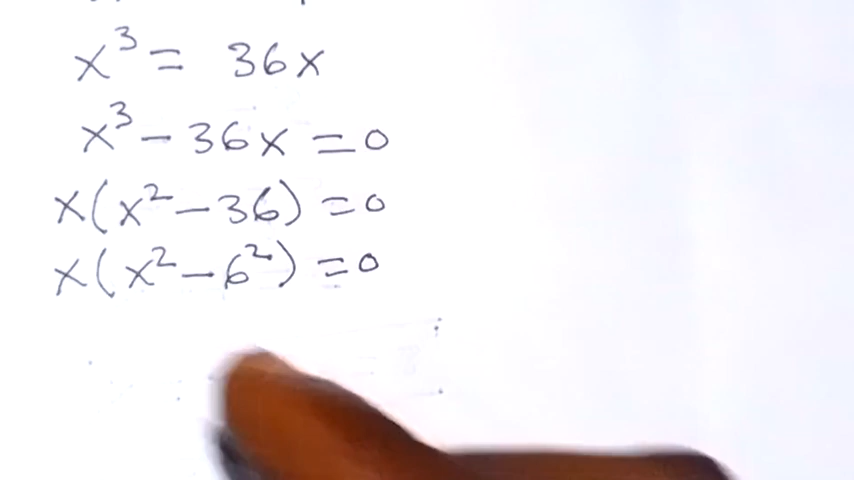 x³ = 36x
x³ - 36x = 0
x(x² - 36) = 0
x(x² - 6²) = 0